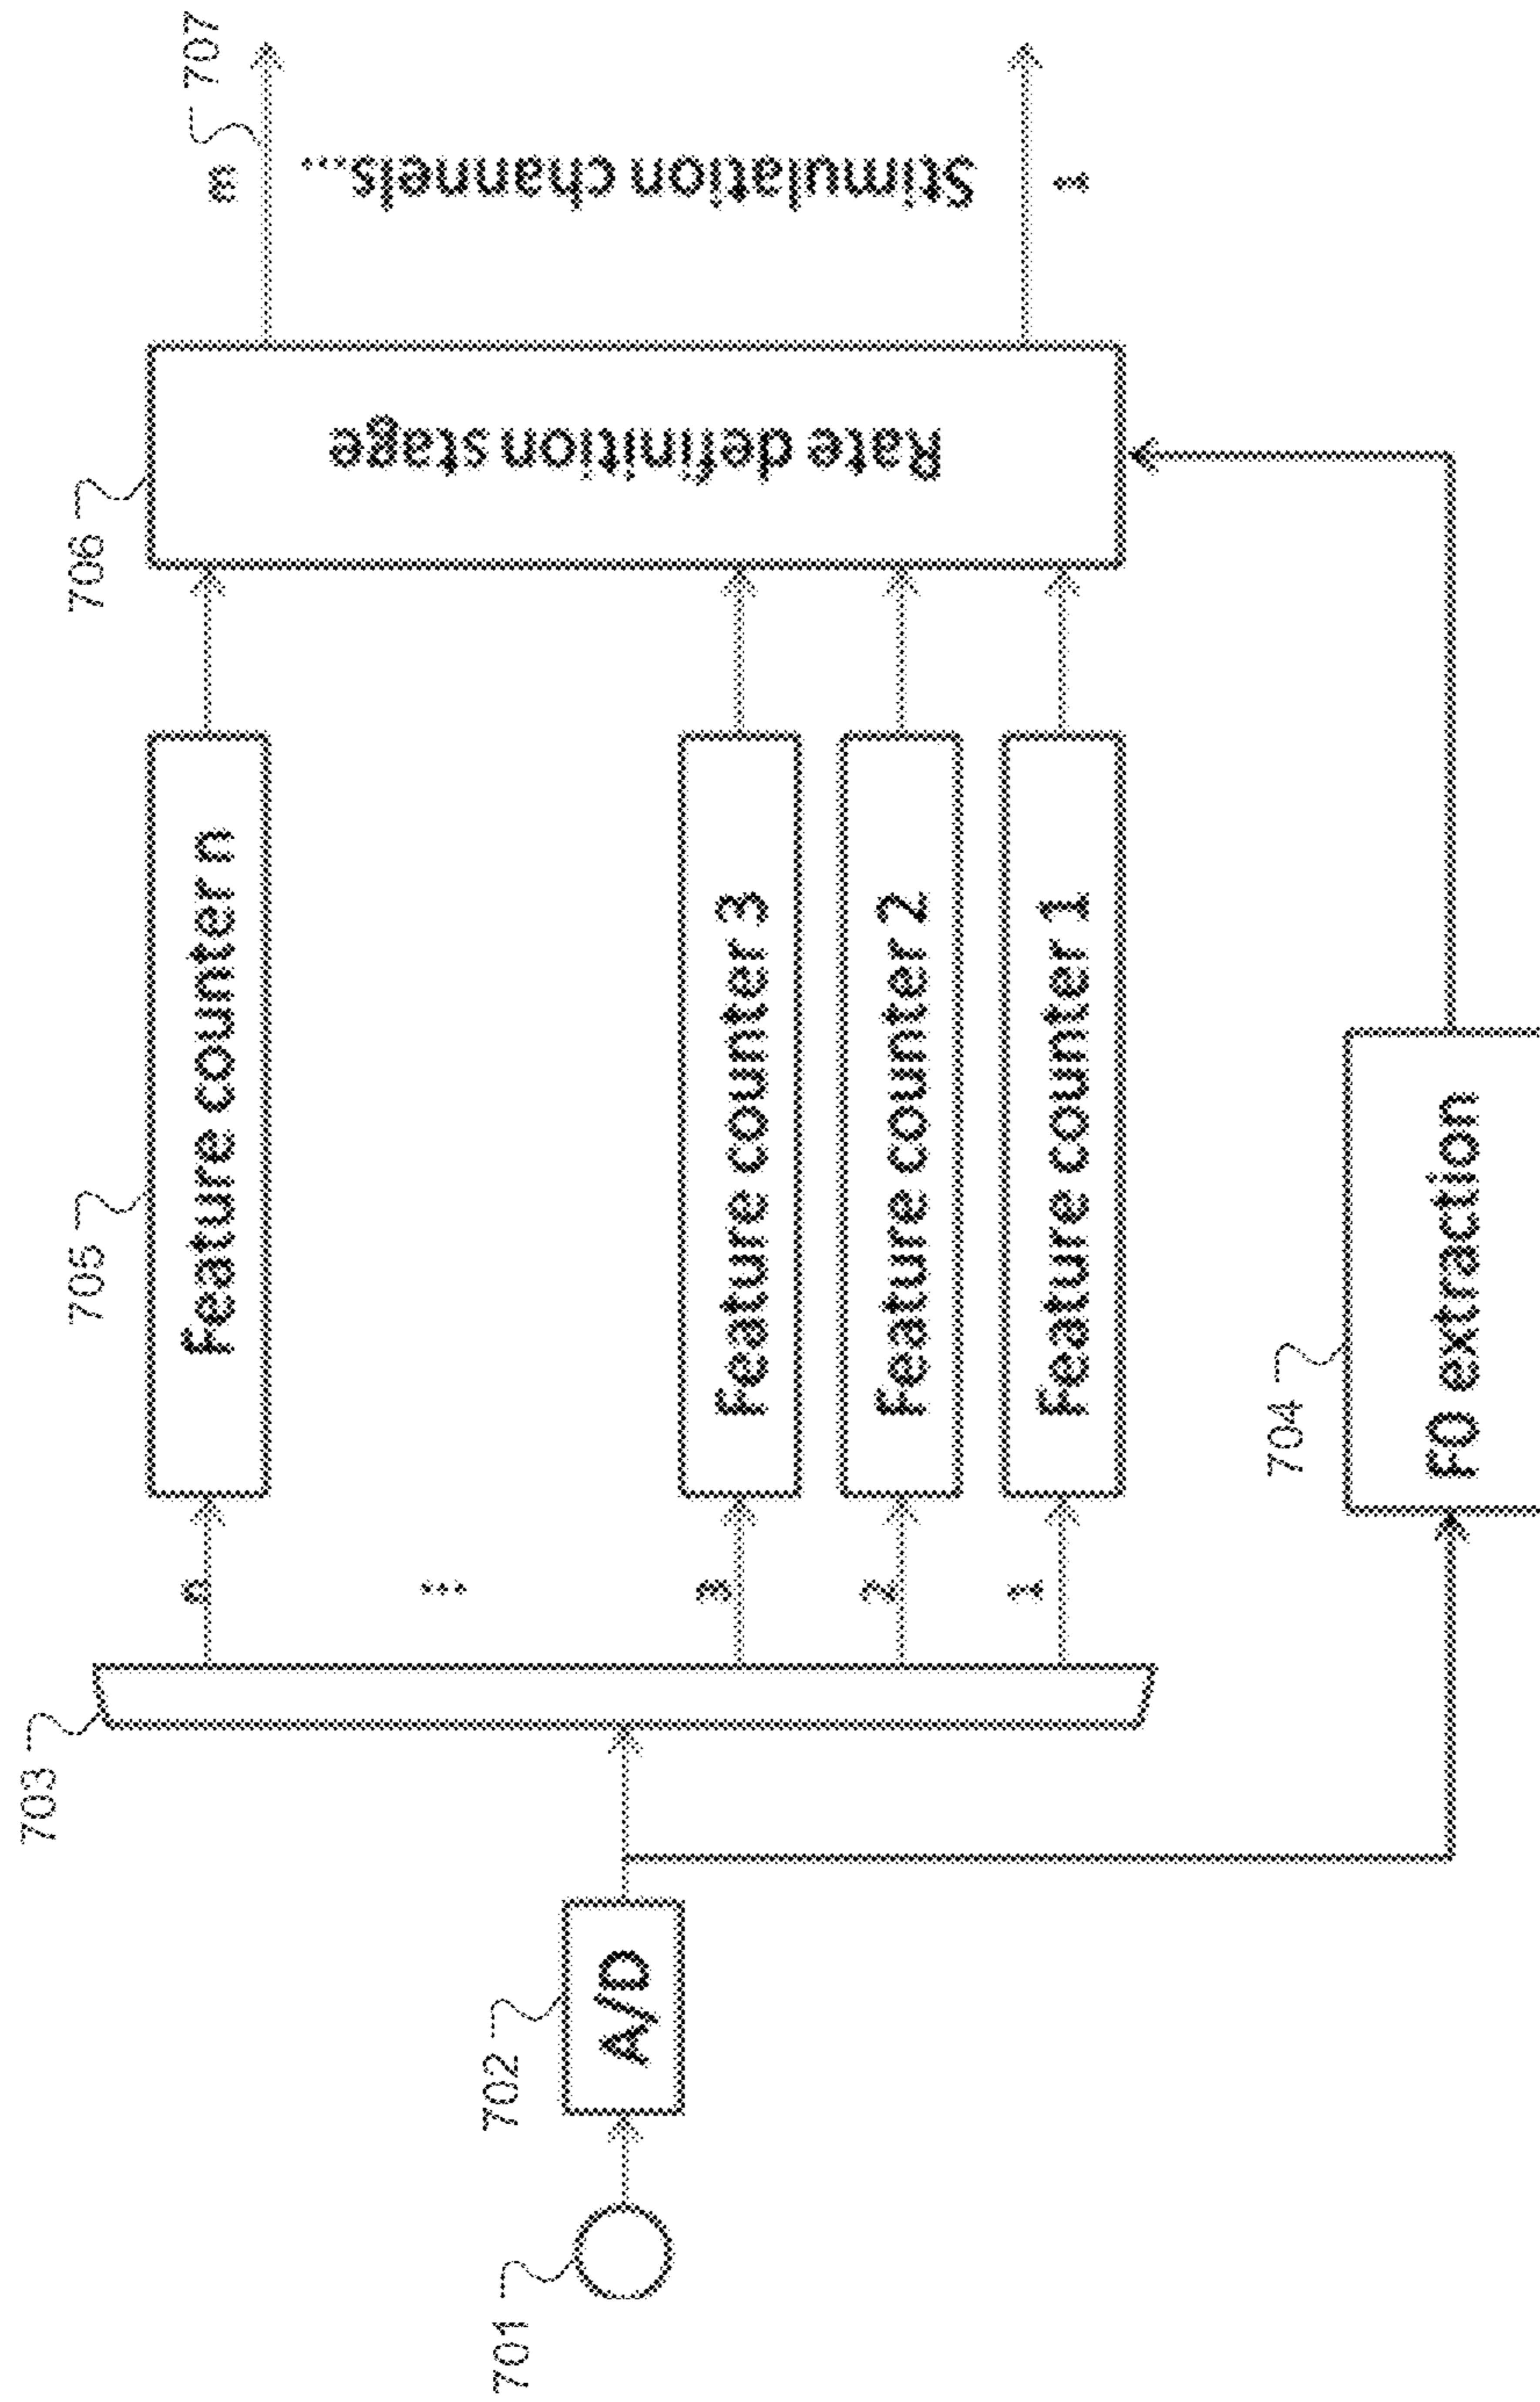 701
702
A/D
703
n
...
3
2
1
705
Feature counter n
Feature counter 3
Feature counter 2
Feature counter 1
704
F0 extraction
706
Rate definition stage
m
707
Stimulation channels...
1